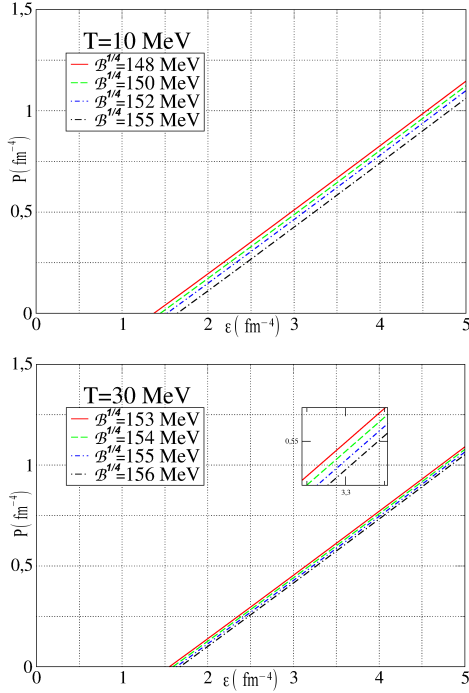 1,5
T=10 MeV
ℬ^1/4=148 MeV
ℬ^1/4=150 MeV
ℬ^1/4=152 MeV
ℬ^1/4=155 MeV
1
P( fm⁻⁴)
0,5
0
0 1 2 3 4 5
ε( fm⁻⁴)
1,5
T=30 MeV
ℬ^1/4=153 MeV
ℬ^1/4=154 MeV
ℬ^1/4=155 MeV
ℬ^1/4=156 MeV
0,55
3,3
1
P( fm⁻⁴)
0,5
0
0 1 2 3 4 5
ε( fm⁻⁴)